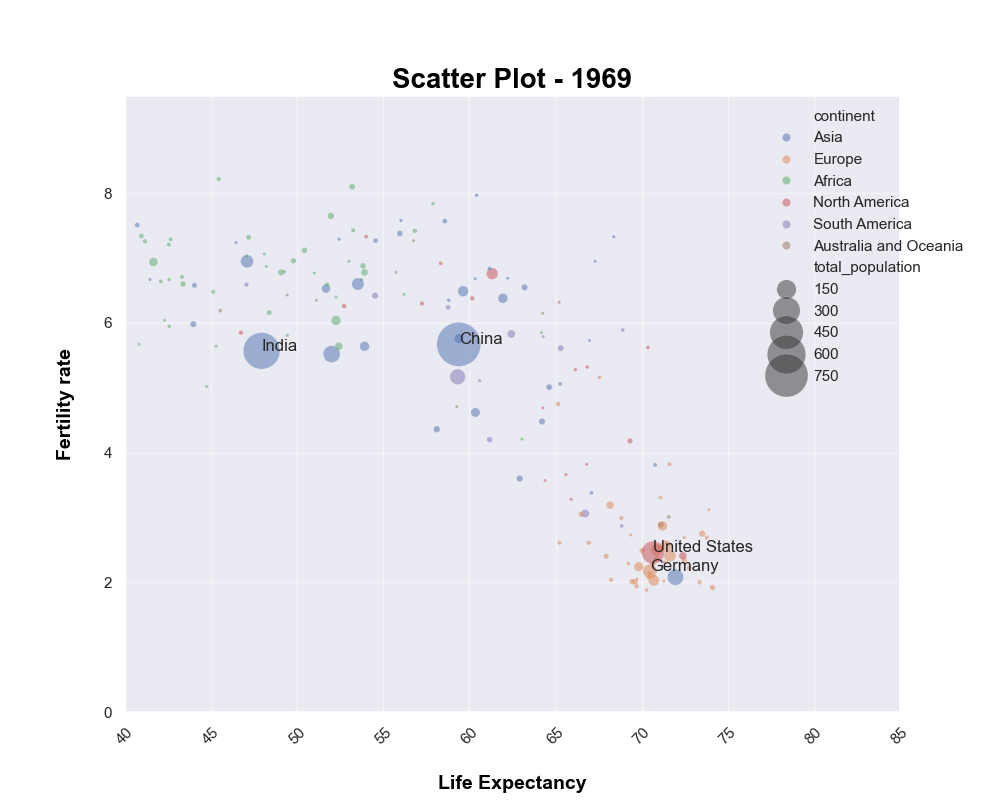 Scatter Plot - 1969
continent
Asia
Europe
Africa
North America
South America
Australia and Oceania
total_population
150
300
450
600
750
8
6
4
2
0
Fertility rate
India
China
United States
Germany
40
45
50
55
60
65
70
75
80
85
Life Expectancy